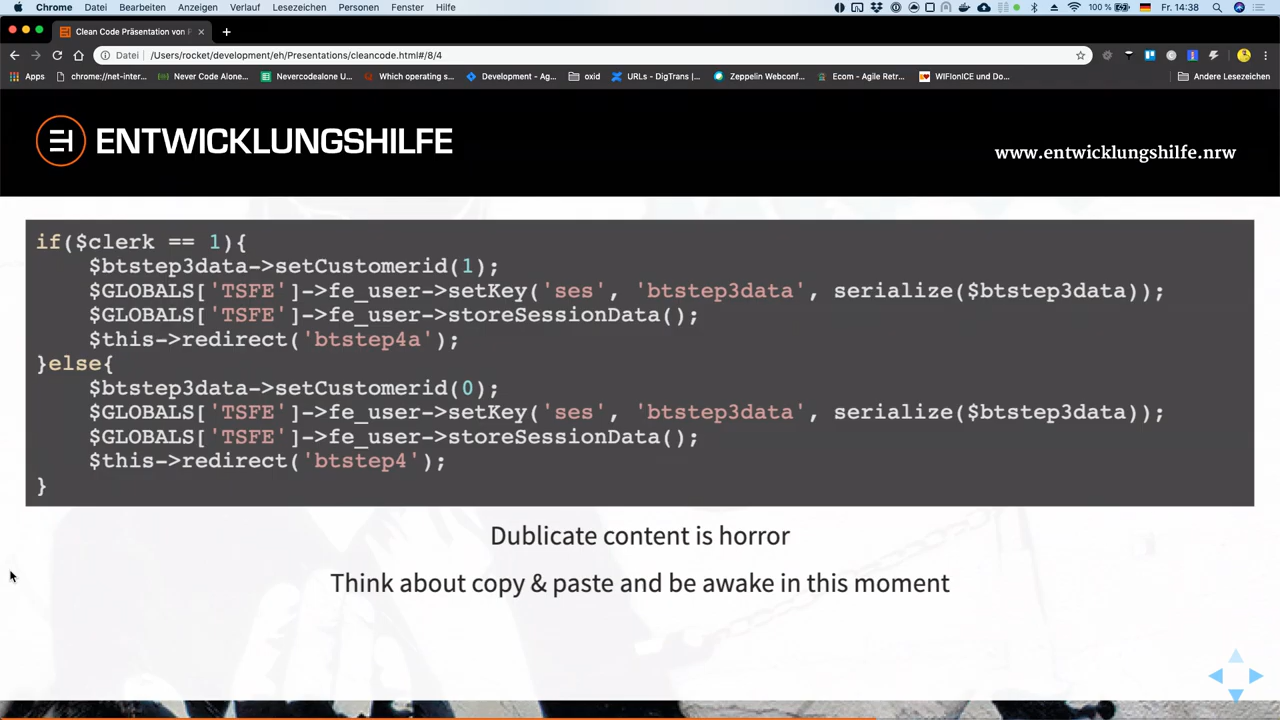 Chrome Datei Bearbeiten Anzeigen Verlauf Lesezeichen Personen Fenster Hilfe 100 % Fr. 14:38
Clean Code Präsentation von
Datei /Users/rocket/development/eh/Presentations/cleancode.html#/8/4
Apps chrome://net-inter... Never Code Alone... Nevercodealone U... Which operating s... Development - Ag... oxid URLs - DigTrans |... Zeppelin Webconf... Ecom - Agile Retr... WIFIonICE und Do... Andere Lesezeichen
ENTWICKLUNGSHILFE
www.entwicklungshilfe.nrw
if($clerk == 1){
$btstep3data->setCustomerid(1);
$GLOBALS['TSFE']->fe_user->setKey('ses', 'btstep3data', serialize($btstep3data));
$GLOBALS['TSFE']->fe_user->storeSessionData();
$this->redirect('btstep4a');
}else{
$btstep3data->setCustomerid(0);
$GLOBALS['TSFE']->fe_user->setKey('ses', 'btstep3data', serialize($btstep3data));
$GLOBALS['TSFE']->fe_user->storeSessionData();
$this->redirect('btstep4');
}
Dublicate content is horror
Think about copy & paste and be awake in this moment